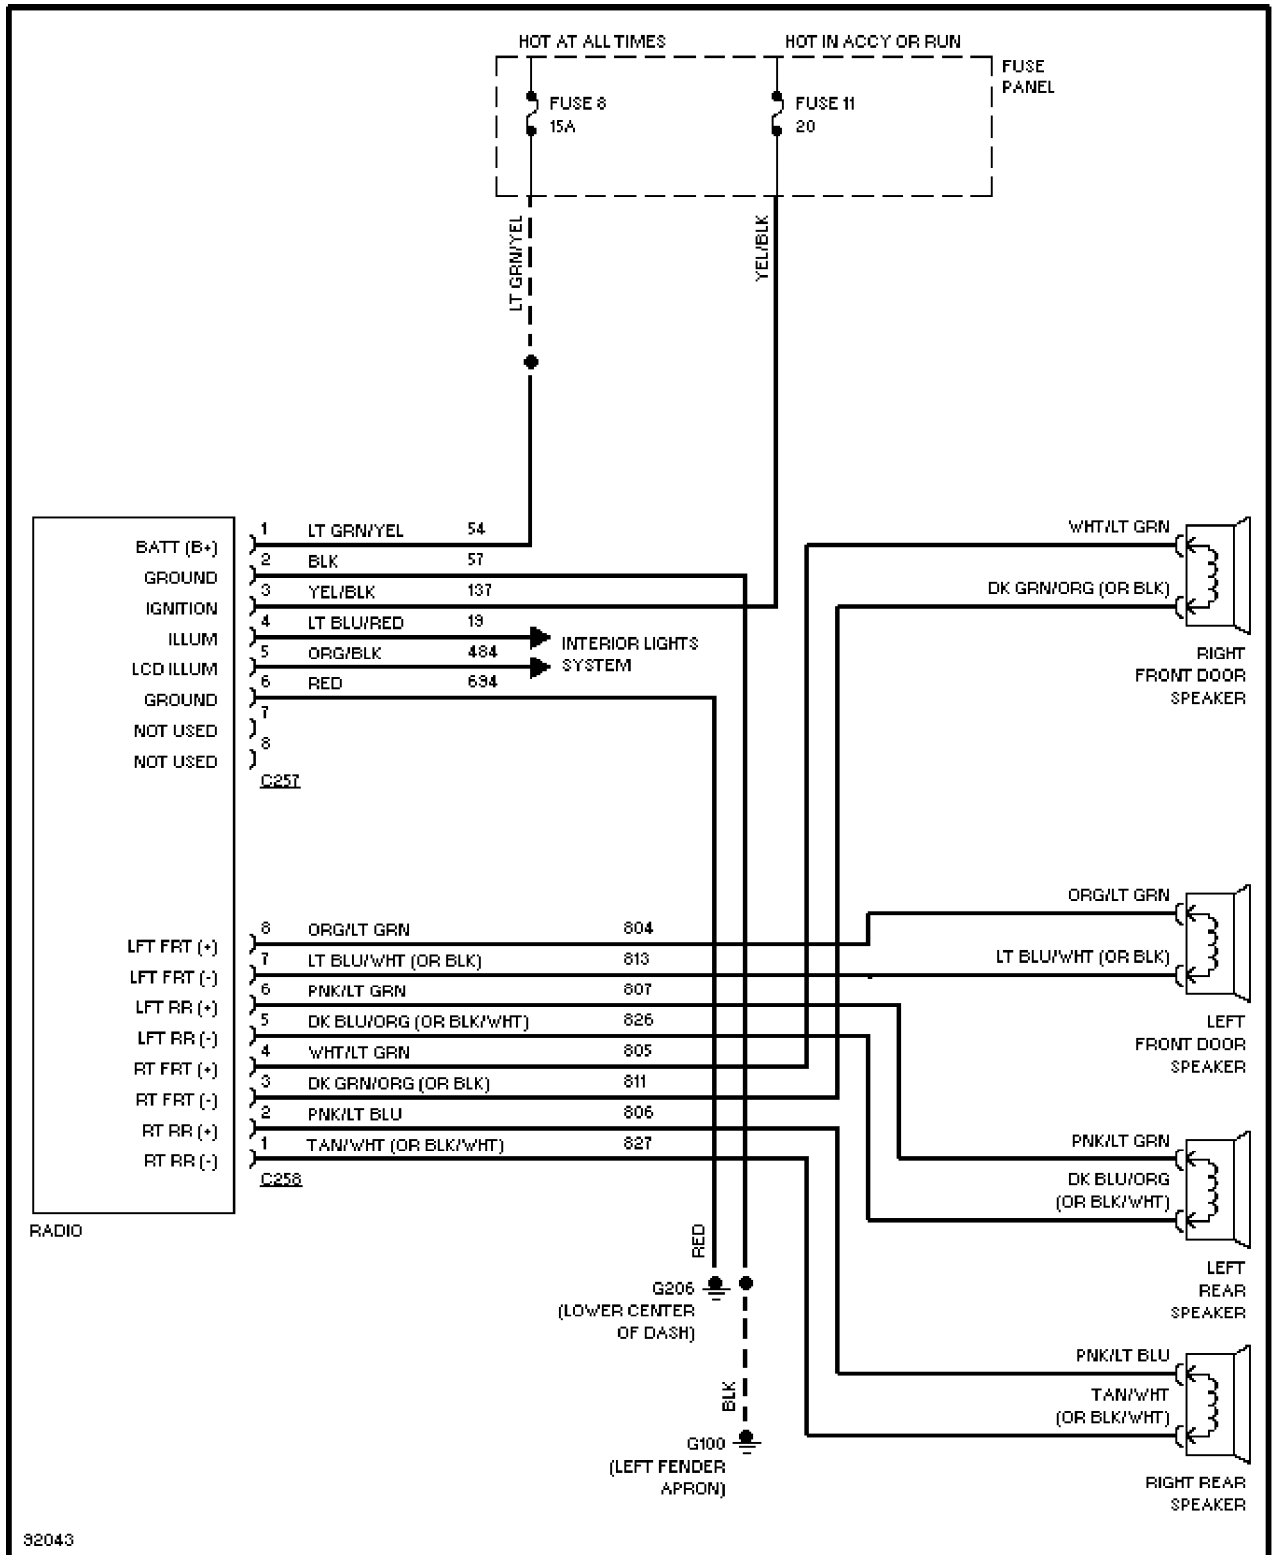 HOT AT ALL TIMES
HOT IN ACCY OR RUN
FUSE
PANEL
FUSE 8
15A
FUSE 11
20
LT GRN/YEL
YEL/BLK
BATT (B+)
1 LT GRN/YEL 54
GROUND
2 BLK 57
IGNITION
3 YEL/BLK 137
ILLUM
4 LT BLU/RED 19
LCD ILLUM
5 ORG/BLK 484
GROUND
6 RED 694
NOT USED
7
NOT USED
8
C257
INTERIOR LIGHTS
SYSTEM
WHT/LT GRN
DK GRN/ORG (OR BLK)
RIGHT
FRONT DOOR
SPEAKER
LFT FRT (+)
8 ORG/LT GRN 804
LFT FRT (-)
7 LT BLU/WHT (OR BLK) 813
LFT RR (+)
6 PNK/LT GRN 807
LFT RR (-)
5 DK BLU/ORG (OR BLK/WHT) 826
RT FRT (+)
4 WHT/LT GRN 805
RT FRT (-)
3 DK GRN/ORG (OR BLK) 811
RT RR (+)
2 PNK/LT BLU 806
RT RR (-)
1 TAN/WHT (OR BLK/WHT) 827
C258
RADIO
ORG/LT GRN
LT BLU/WHT (OR BLK)
LEFT
FRONT DOOR
SPEAKER
PNK/LT GRN
DK BLU/ORG
(OR BLK/WHT)
LEFT
REAR
SPEAKER
RED
G206
(LOWER CENTER
OF DASH)
BLK
G100
(LEFT FENDER
APRON)
PNK/LT BLU
TAN/WHT
(OR BLK/WHT)
RIGHT REAR
SPEAKER
92043